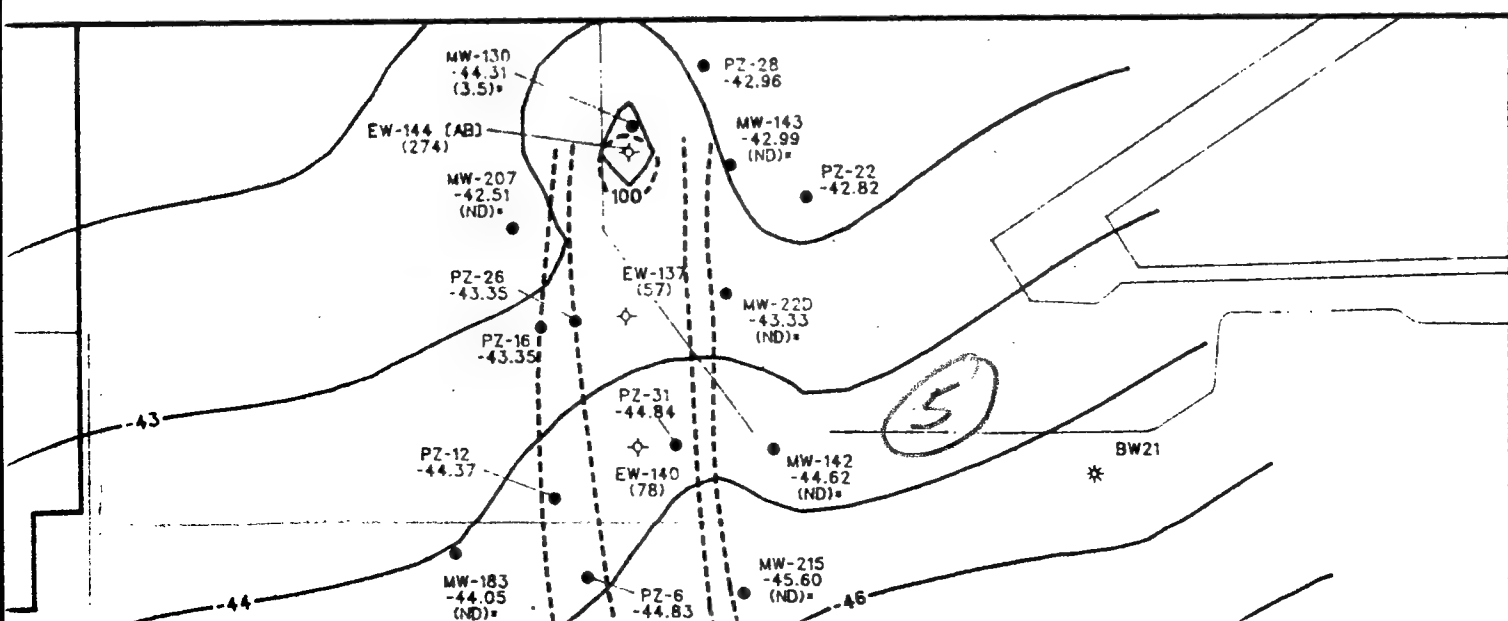 MW-130
-44.31
(3.5)*
PZ-28
-42.96
EW-144 (AB)
(274)
MW-143
-42.99
(ND)*
MW-207
-42.51
(ND)*
PZ-22
-42.82
100
PZ-26
-43.35
EW-137
(57)
PZ-16
-43.35
MW-22D
-43.33
(ND)*
5
-43
PZ-31
-44.84
PZ-12
-44.37
EW-140
(78)
MW-142
-44.62
(ND)*
BW21
MW-183
-44.05
(ND)*
-44
PZ-6
-44.83
MW-215
-45.60
(ND)*
-46